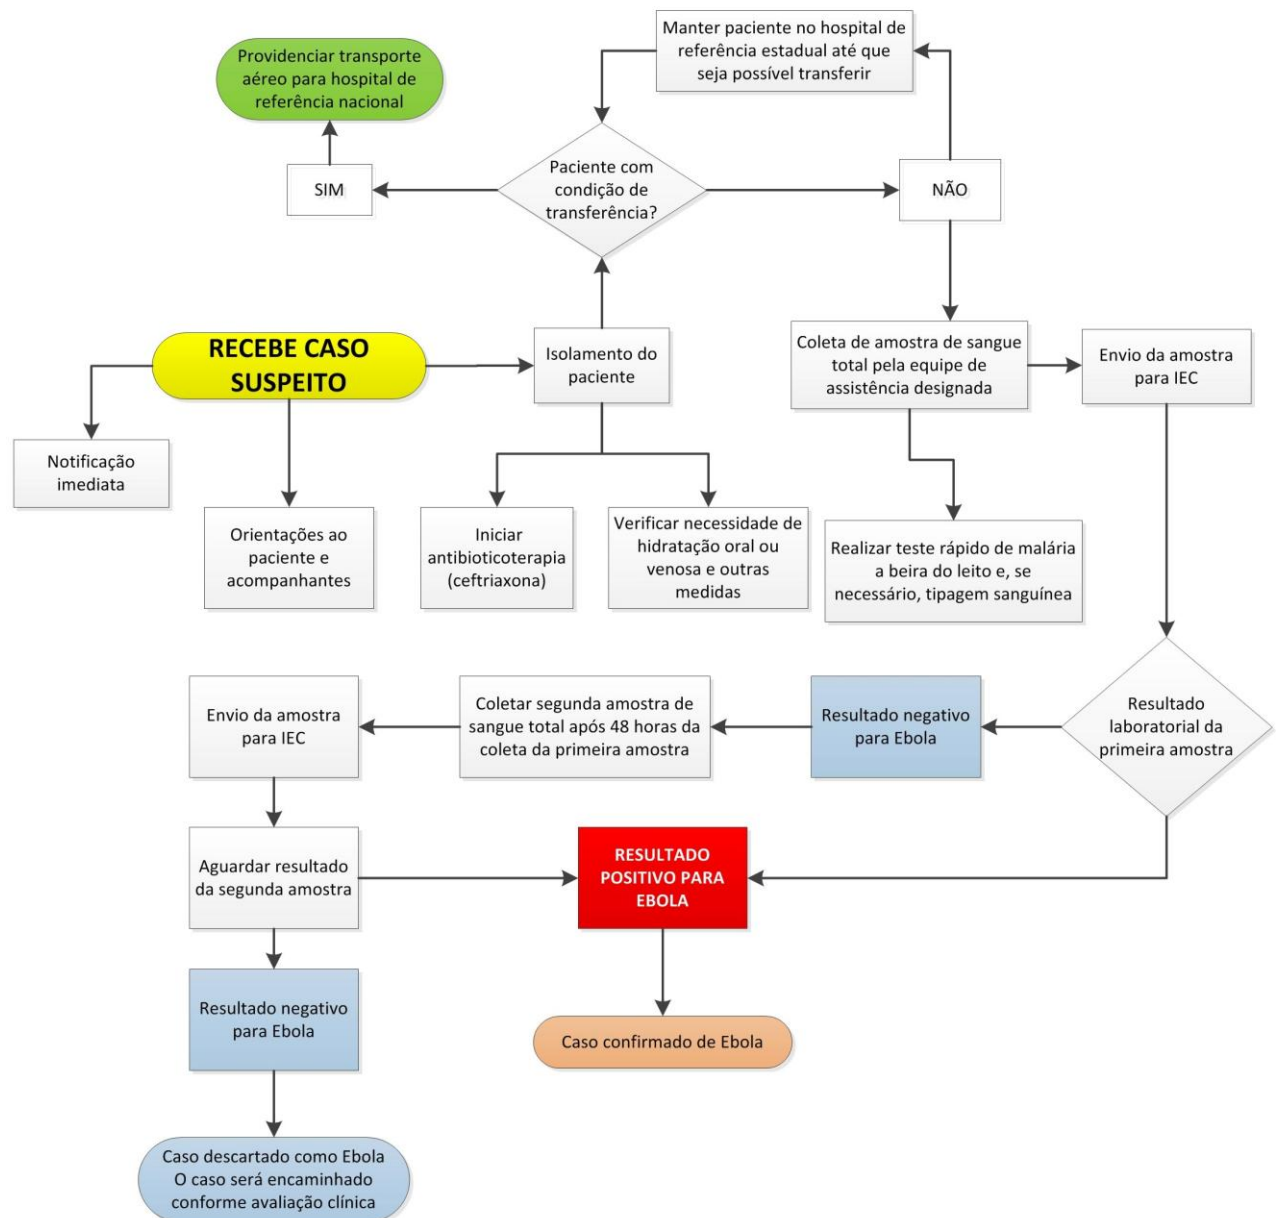 Manter paciente no hospital de
referência estadual até que
seja possível transferir
Providenciar transporte
aéreo para hospital de
referência nacional
SIM
Paciente com
condição de
transferência?
NÃO
RECEBE CASO
SUSPEITO
Isolamento do
paciente
Coleta de amostra de sangue
total pela equipe de
assistência designada
Envio da amostra
para IEC
Notificação
imediata
Orientações ao
paciente e
acompanhantes
Iniciar
antibioticoterapia
(ceftriaxona)
Verificar necessidade de
hidratação oral ou
venosa e outras
medidas
Realizar teste rápido de malária
a beira do leito e, se
necessário, tipagem sanguínea
Envio da amostra
para IEC
Coletar segunda amostra de
sangue total após 48 horas da
coleta da primeira amostra
Resultado negativo
para Ebola
Resultado
laboratorial da
primeira amostra
Aguardar resultado
da segunda amostra
RESULTADO
POSITIVO PARA
EBOLA
Resultado negativo
para Ebola
Caso confirmado de Ebola
Caso descartado como Ebola
O caso será encaminhado
conforme avaliação clínica